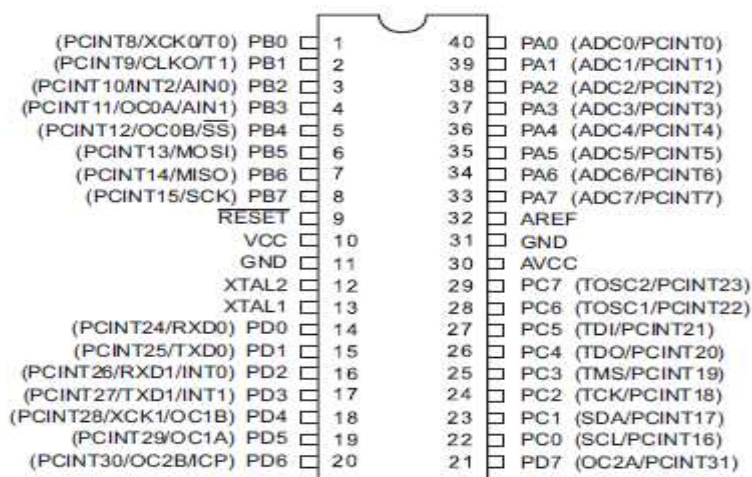 (PCINT8/XCK0/T0) PB0 1 40 PA0 (ADC0/PCINT0)
(PCINT9/CLKO/T1) PB1 2 39 PA1 (ADC1/PCINT1)
(PCINT10/INT2/AIN0) PB2 3 38 PA2 (ADC2/PCINT2)
(PCINT11/OC0A/AIN1) PB3 4 37 PA3 (ADC3/PCINT3)
(PCINT12/OC0B/S̅S̅) PB4 5 36 PA4 (ADC4/PCINT4)
(PCINT13/MOSI) PB5 6 35 PA5 (ADC5/PCINT5)
(PCINT14/MISO) PB6 7 34 PA6 (ADC6/PCINT6)
(PCINT15/SCK) PB7 8 33 PA7 (ADC7/PCINT7)
R̅E̅S̅E̅T̅ 9 32 AREF
VCC 10 31 GND
GND 11 30 AVCC
XTAL2 12 29 PC7 (TOSC2/PCINT23)
XTAL1 13 28 PC6 (TOSC1/PCINT22)
(PCINT24/RXD0) PD0 14 27 PC5 (TDI/PCINT21)
(PCINT25/TXD0) PD1 15 26 PC4 (TDO/PCINT20)
(PCINT26/RXD1/INT0) PD2 16 25 PC3 (TMS/PCINT19)
(PCINT27/TXD1/INT1) PD3 17 24 PC2 (TCK/PCINT18)
(PCINT28/XCK1/OC1B) PD4 18 23 PC1 (SDA/PCINT17)
(PCINT29/OC1A) PD5 19 22 PC0 (SCL/PCINT16)
(PCINT30/OC2B/ICP) PD6 20 21 PD7 (OC2A/PCINT31)